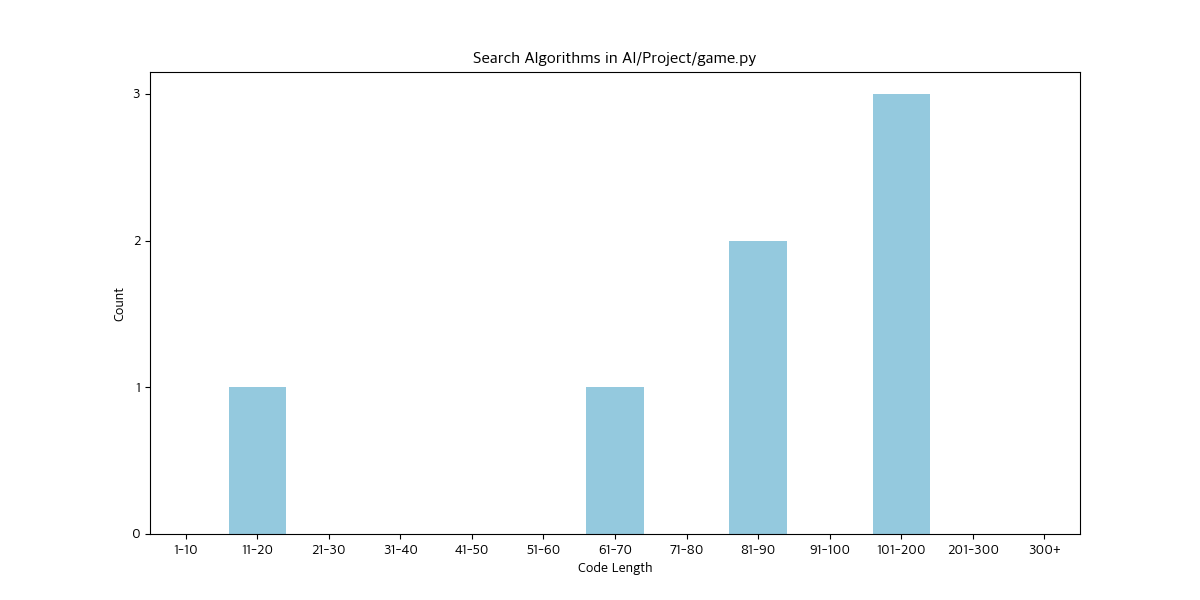 Search Algorithms in AI/Project/game.py
3
2
1
0
Count
1-10 11-20 21-30 31-40 41-50 51-60 61-70 71-80 81-90 91-100 101-200 201-300 300+
Code Length